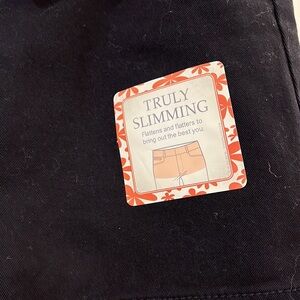 TRULY
SLIMMING
Flattens and flatters to
bring out the best you